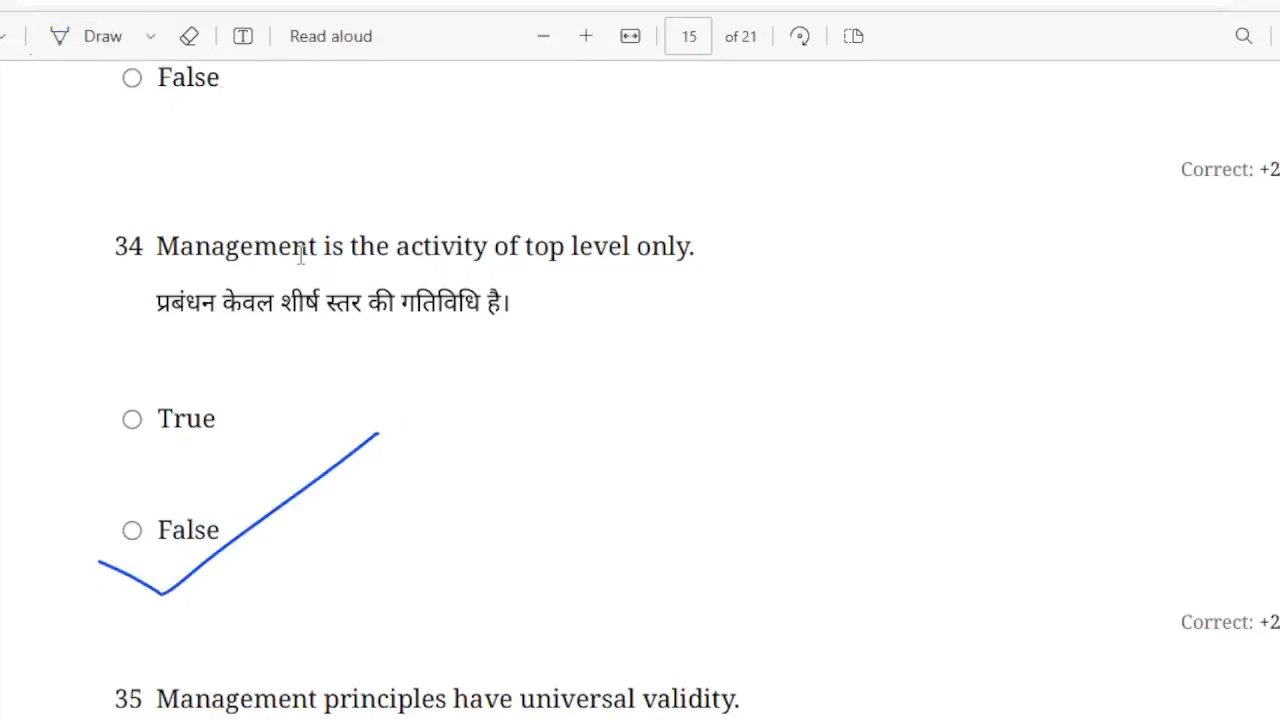 Draw
Read aloud
15 of 21
False
Correct: +2
34 Management is the activity of top level only.
प्रबंधन केवल शीर्ष स्तर की गतिविधि है।
True
False
Correct: +2
35 Management principles have universal validity.